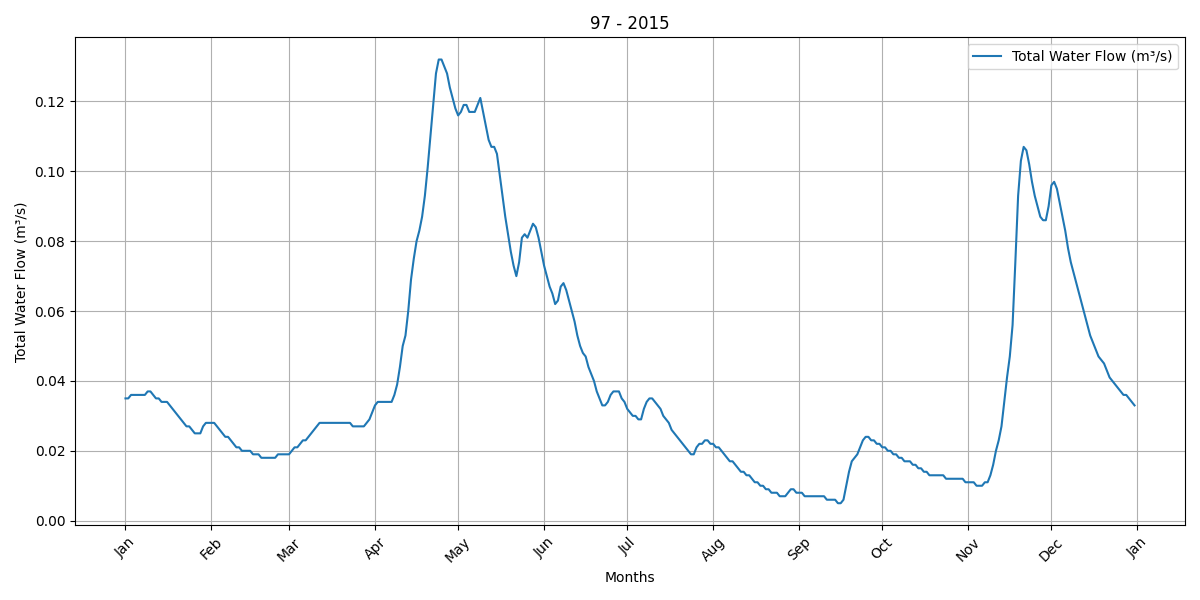 97 - 2015
Total Water Flow (m³/s)
Total Water Flow (m³/s)
0.12
0.10
0.08
0.06
0.04
0.02
0.00
Jan Feb Mar Apr May Jun Jul Aug Sep Oct Nov Dec Jan
Months